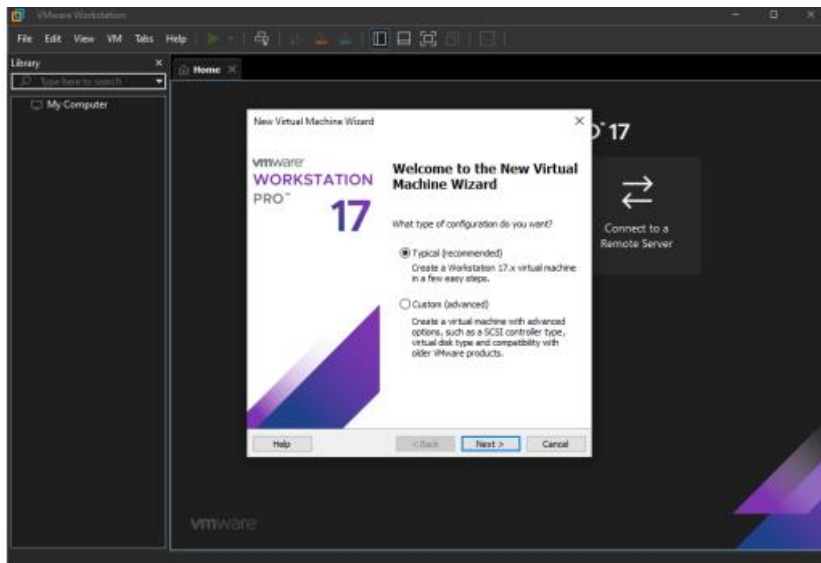 VMware Workstation
File Edit View VM Tabs Help
Library
Home
Type here to search
My Computer
New Virtual Machine Wizard
17
vmware
WORKSTATION
PRO™
17
Welcome to the New Virtual
Machine Wizard
What type of configuration do you want?
Typical (recommended)
Create a Workstation 17.x virtual machine
in a few easy steps.
Custom (advanced)
Create a virtual machine with advanced
options, such as a SCSI controller type,
virtual disk type and compatibility with
older VMware products.
Connect to a
Remote Server
Help
< Back
Next >
Cancel
vmware